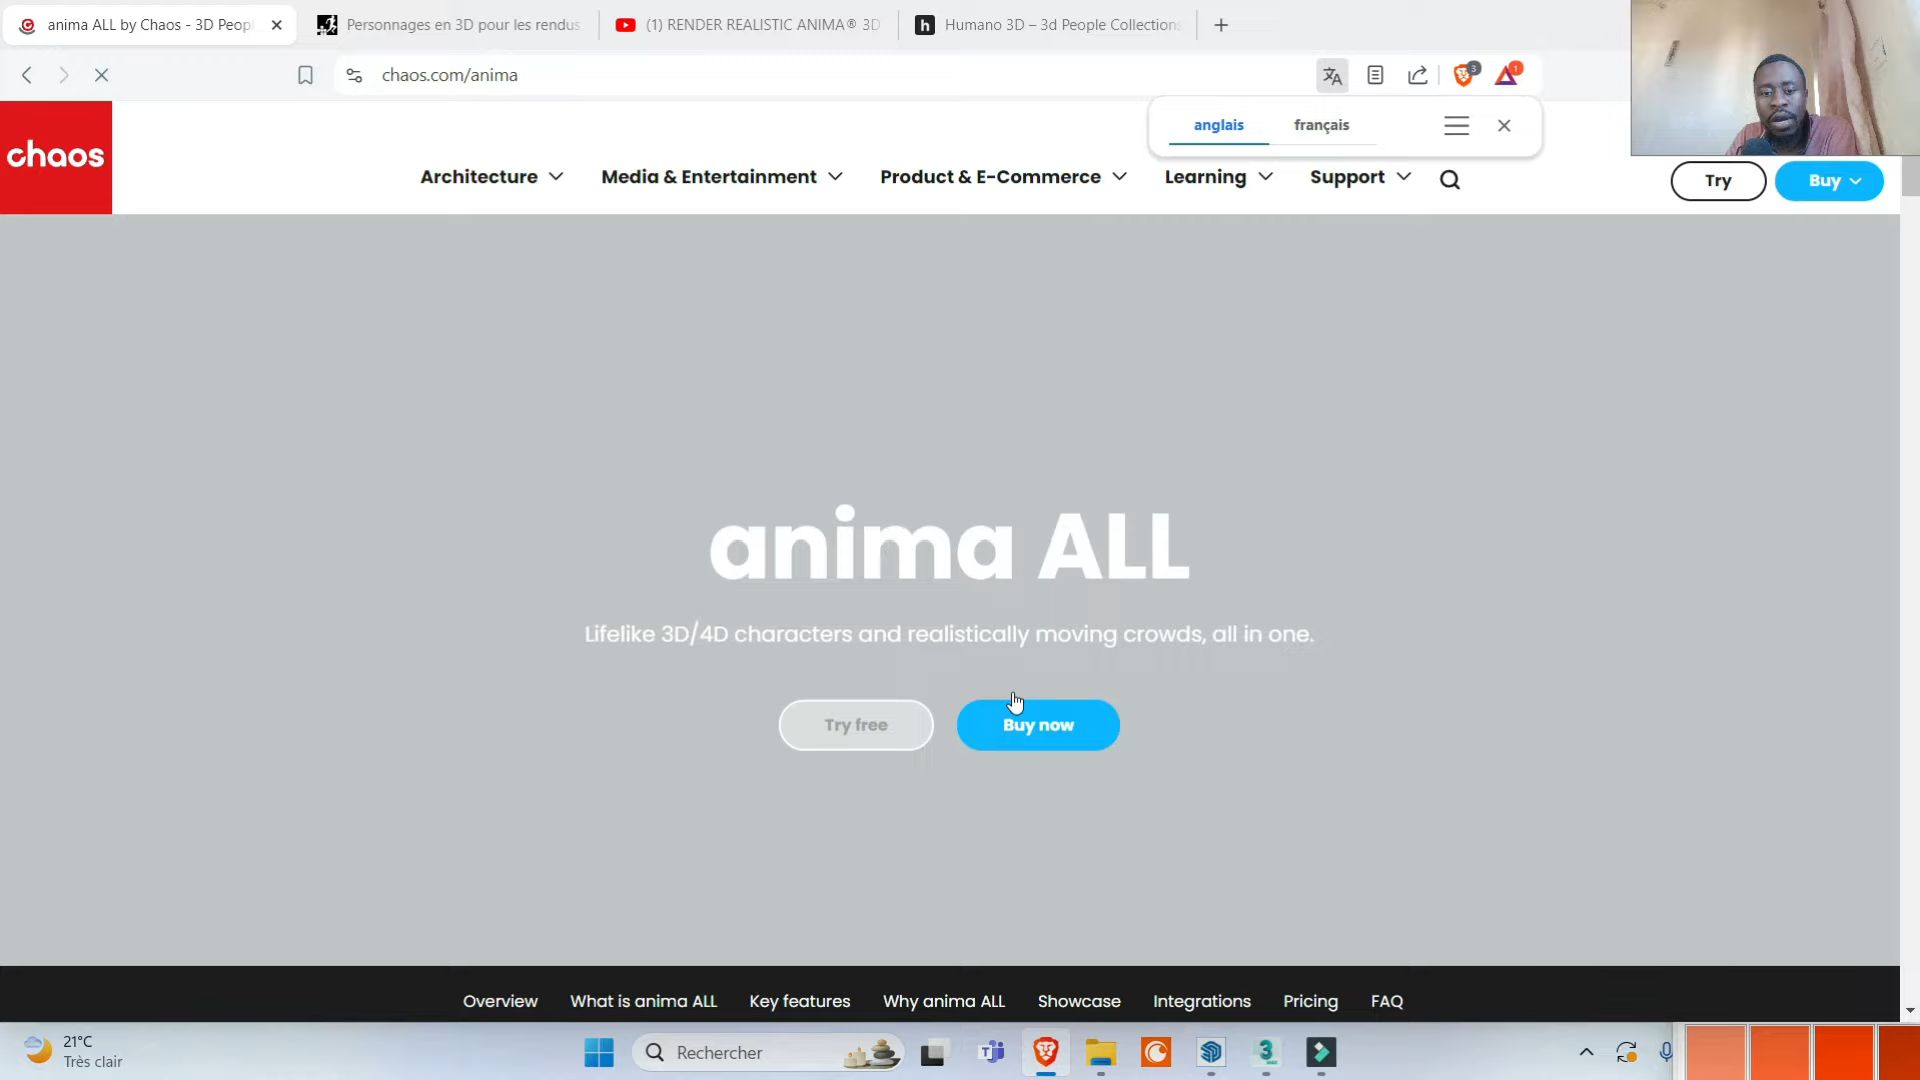 anima ALL by Chaos - 3D Peopl
Personnages en 3D pour les rendus
(1) RENDER REALISTIC ANIMA® 3D
h
Humano 3D – 3d People Collections
chaos.com/anima
3
1
anglais
français
chaos
Architecture
Media & Entertainment
Product & E-Commerce
Learning
Support
Try
Buy
anima ALL
Lifelike 3D/4D characters and realistically moving crowds, all in one.
Try free
Buy now
Overview
What is anima ALL
Key features
Why anima ALL
Showcase
Integrations
Pricing
FAQ
21°C
Très clair
Rechercher
3